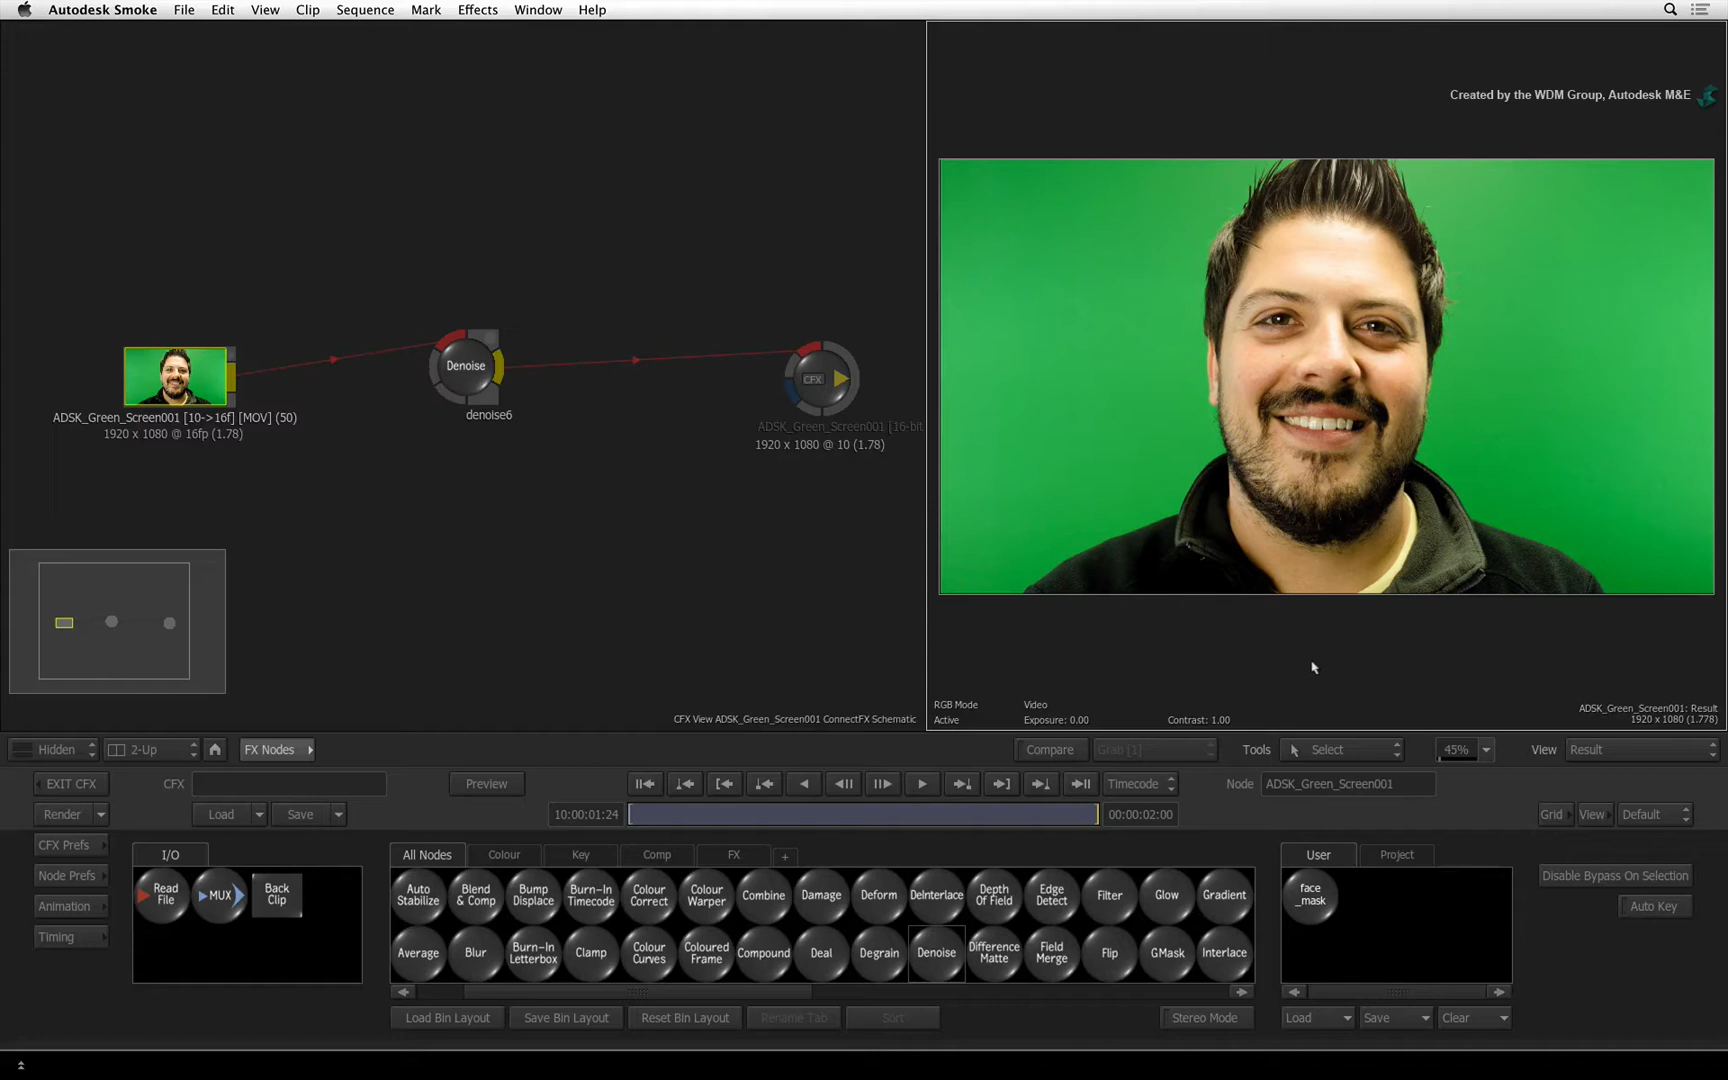 Autodesk Smoke File Edit View Clip Sequence Mark Effects Window Help
Created by the WDM Group, Autodesk M&E
Denoise
CFX
denoise6
ADSK_Green_Screen001 [10->16f] [MOV] (50)
1920 x 1080 @ 16fp (1.78)
ADSK_Green_Screen001 [16-bit
1920 x 1080 @ 10 (1.78)
CFX View ADSK_Green_Screen001 ConnectFX Schematic
RGB Mode Video
Active Exposure: 0.00 Contrast: 1.00
ADSK_Green_Screen001: Result
1920 x 1080 (1.778)
Hidden 2-Up FX Nodes Compare Grab [1] Tools Select 45% View Result
EXIT CFX CFX Preview Timecode Node ADSK_Green_Screen001
Render Load Save 10:00:01:24 00:00:02:00 Grid View Default
CFX Prefs
Node Prefs
Animation
Timing
I/O
Read File MUX Back Clip
All Nodes Colour Key Comp FX +
Auto Stabilize Blend & Comp Bump Displace Burn-In Timecode Colour Correct Colour Warper Combine Damage Deform DeInterlace Depth Of Field Edge Detect Filter Glow Gradient
Average Blur Burn-In Letterbox Clamp Colour Curves Coloured Frame Compound Deal Degrain Denoise Difference Matte Field Merge Flip GMask Interlace
Load Bin Layout Save Bin Layout Reset Bin Layout Rename Tab Sort Stereo Mode
User Project
face_mask
Load Save Clear
Disable Bypass On Selection
Auto Key